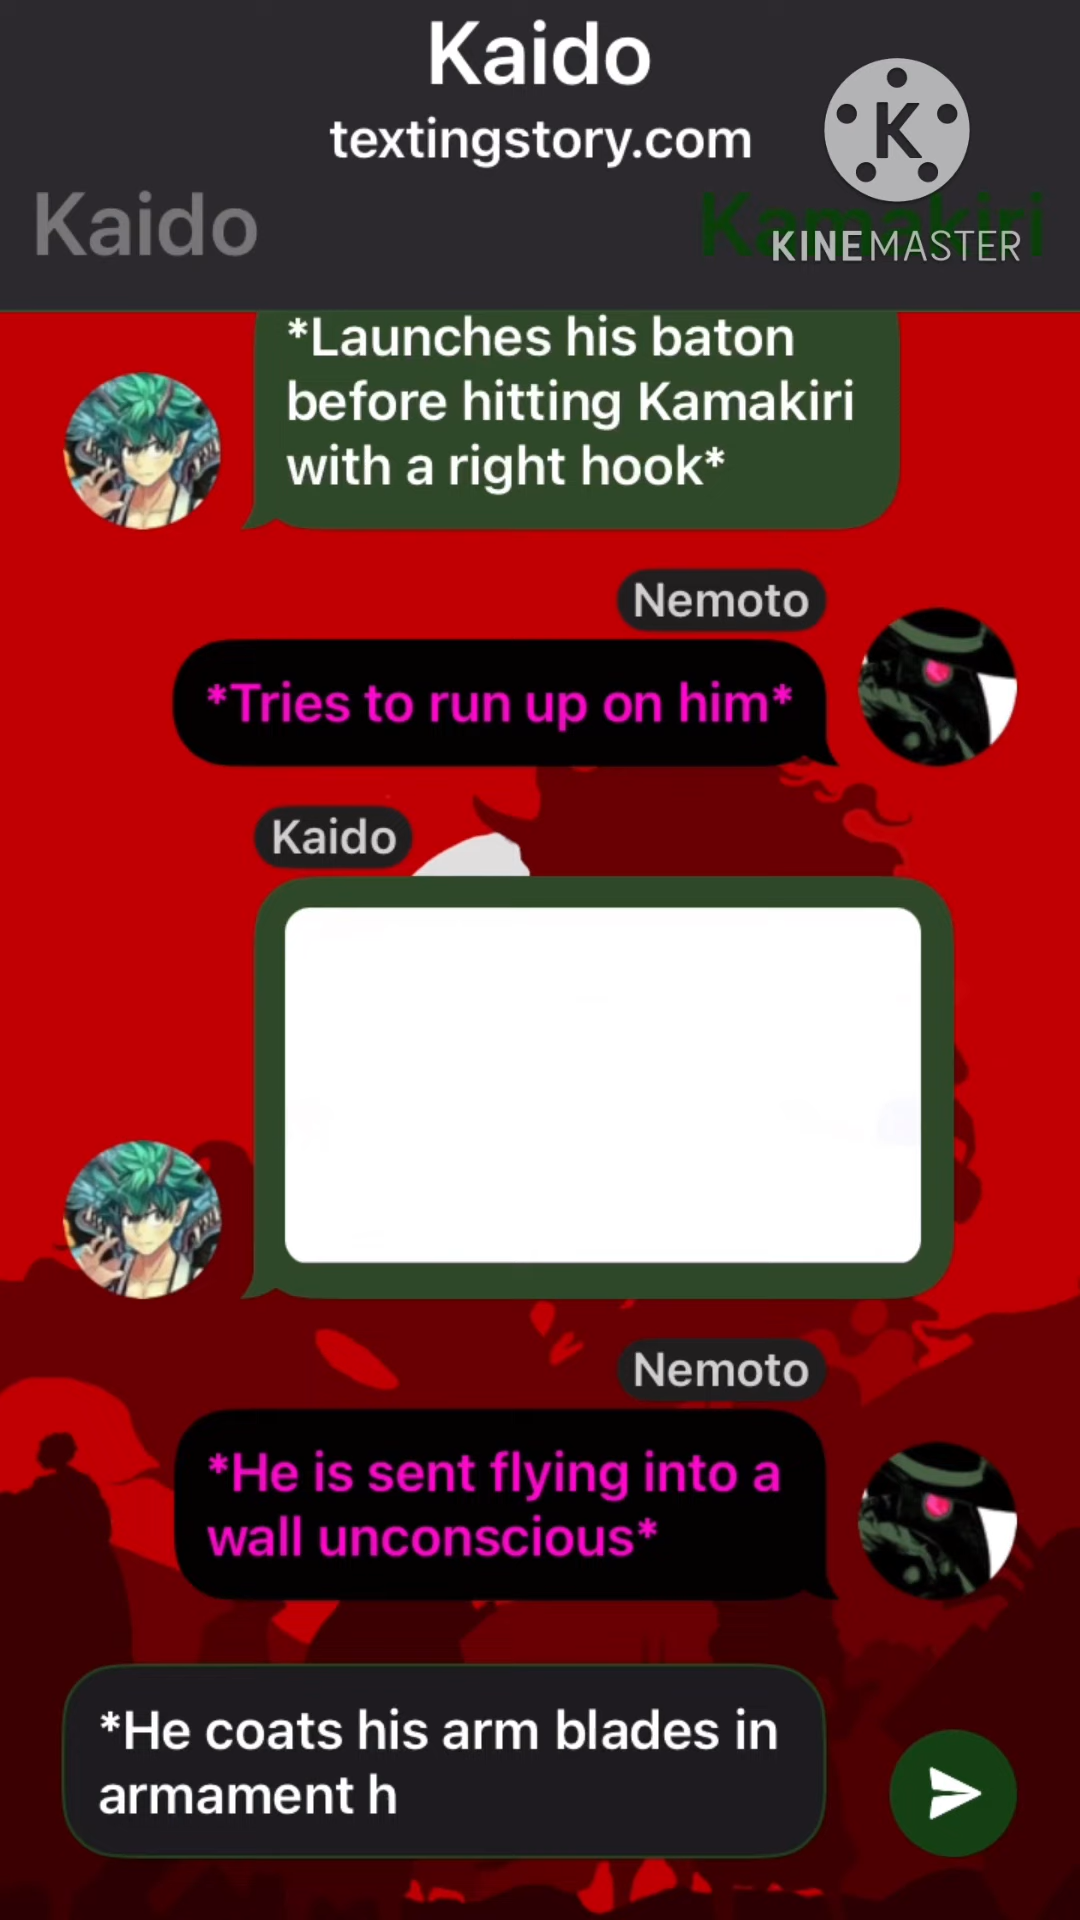 Kaido
textingstory.com
K
Kaido
Kamakiri
KINEMASTER
*Launches his baton
before hitting Kamakiri
with a right hook*
Nemoto
*Tries to run up on him*
Kaido
Nemoto
*He is sent flying into a
wall unconscious*
*He coats his arm blades in
armament h